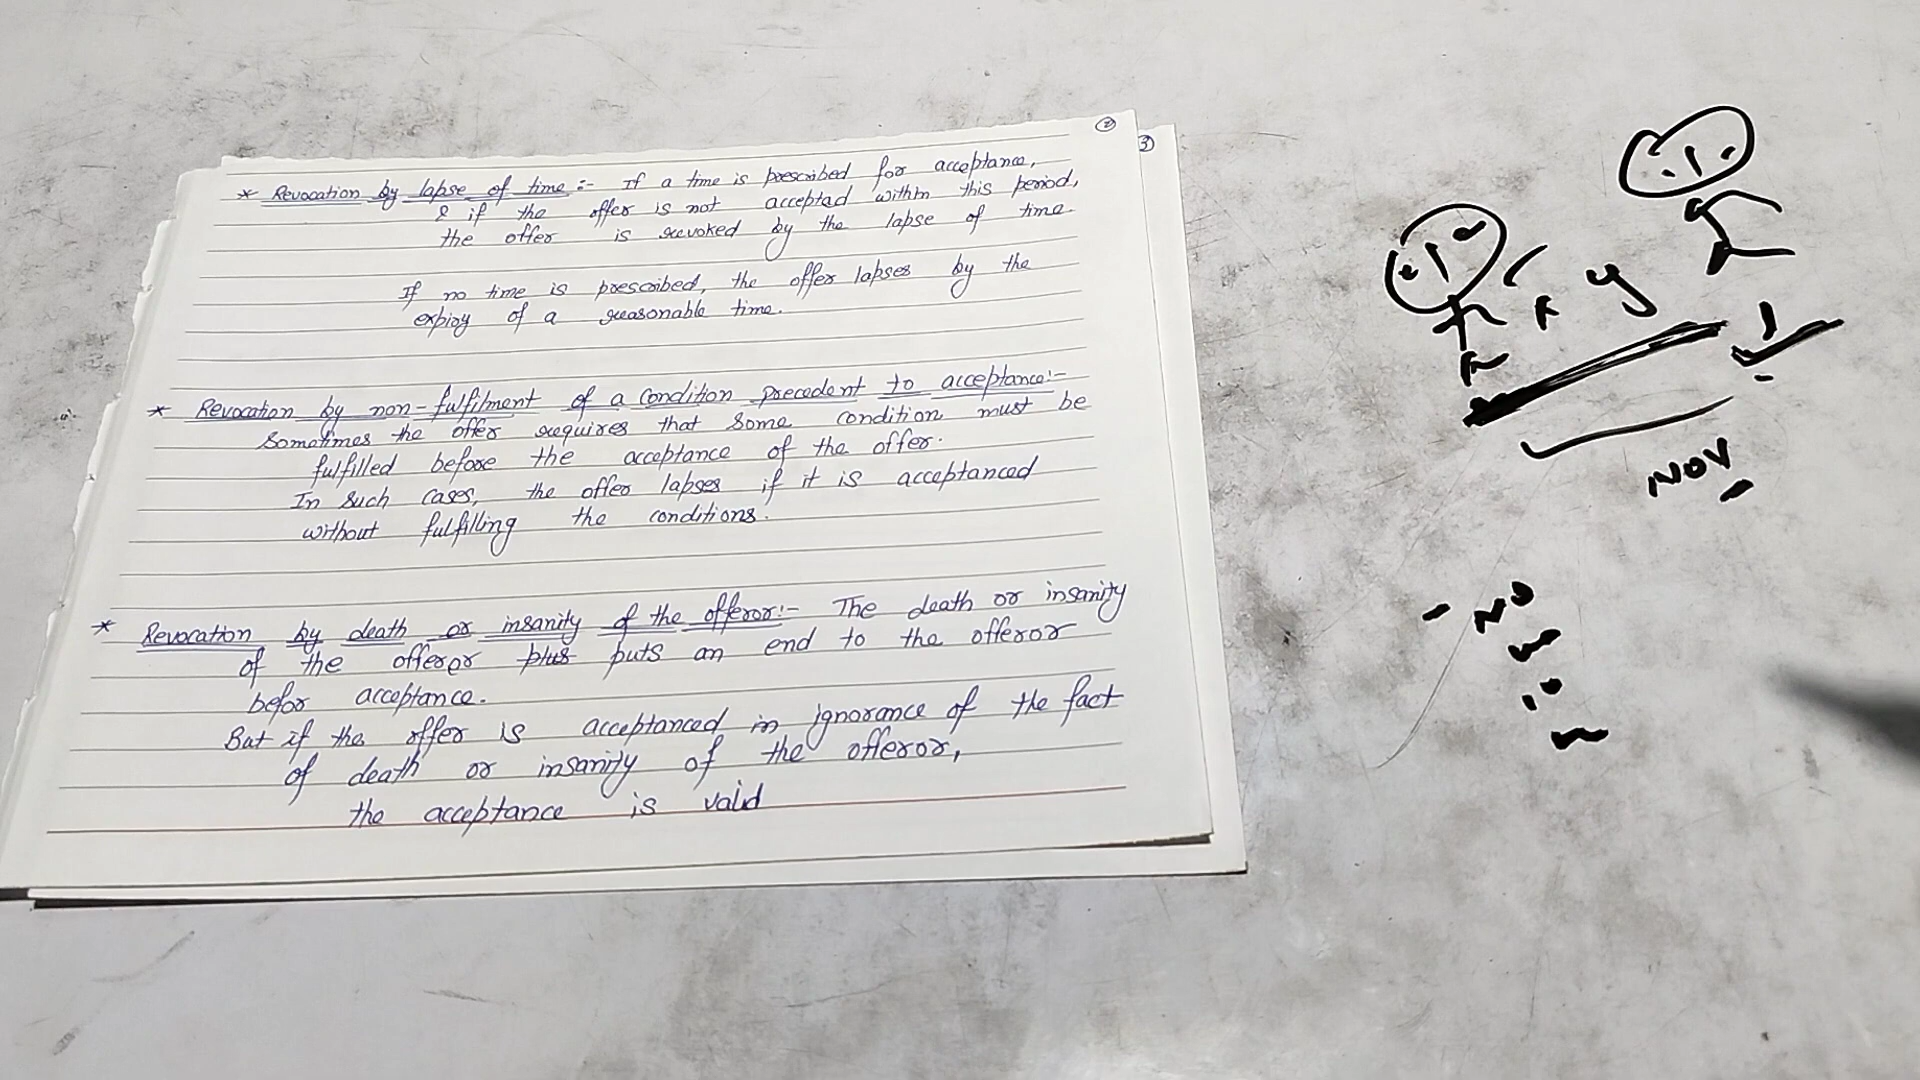 ②
③
* Revocation by lapse of time :- If a time is prescribed for acceptance,
& if the offer is not accepted within this period,
the offer is revoked by the lapse of time.
If no time is prescribed, the offer lapses by the
expiry of a reasonable time.
* Revocation by non-fulfilment of a condition precedent to acceptance:-
Sometimes the offer requires that some condition must be
fulfilled before the acceptance of the offer.
In such cases, the offer lapses if it is acceptanced
without fulfilling the conditions.
* Revocation by death or insanity of the offeror:- The death or insanity
of the offeror plus puts an end to the offeror
befor acceptance.
But if the offer is acceptanced in ignorance of the fact
of death or insanity of the offeror,
the acceptance is valid
NOV
- NO